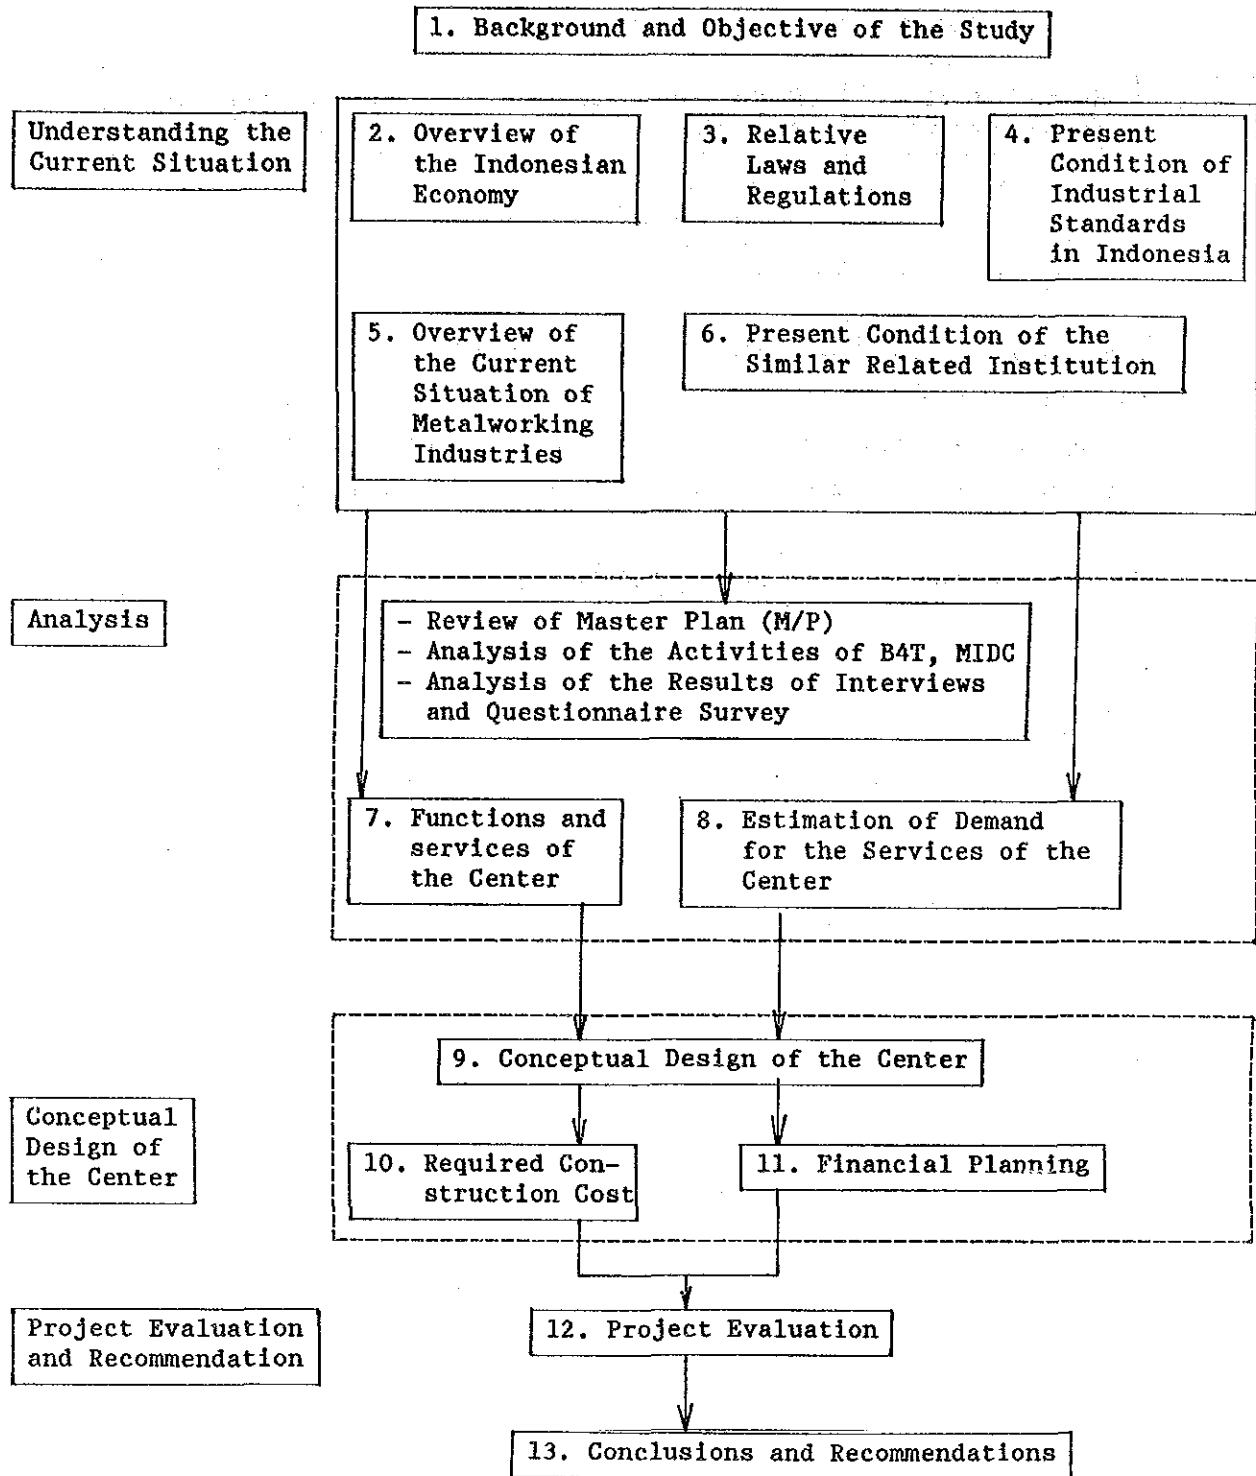 1. Background and Objective of the Study
Understanding the
Current Situation
2. Overview of
the Indonesian
Economy
3. Relative
Laws and
Regulations
4. Present
Condition of
Industrial
Standards
in Indonesia
5. Overview of
the Current
Situation of
Metalworking
Industries
6. Present Condition of the
Similar Related Institution
Analysis
- Review of Master Plan (M/P)
- Analysis of the Activities of B4T, MIDC
- Analysis of the Results of Interviews
and Questionnaire Survey
7. Functions and
services of
the Center
8. Estimation of Demand
for the Services of the
Center
Conceptual
Design of
the Center
9. Conceptual Design of the Center
10. Required Con-
struction Cost
11. Financial Planning
Project Evaluation
and Recommendation
12. Project Evaluation
13. Conclusions and Recommendations